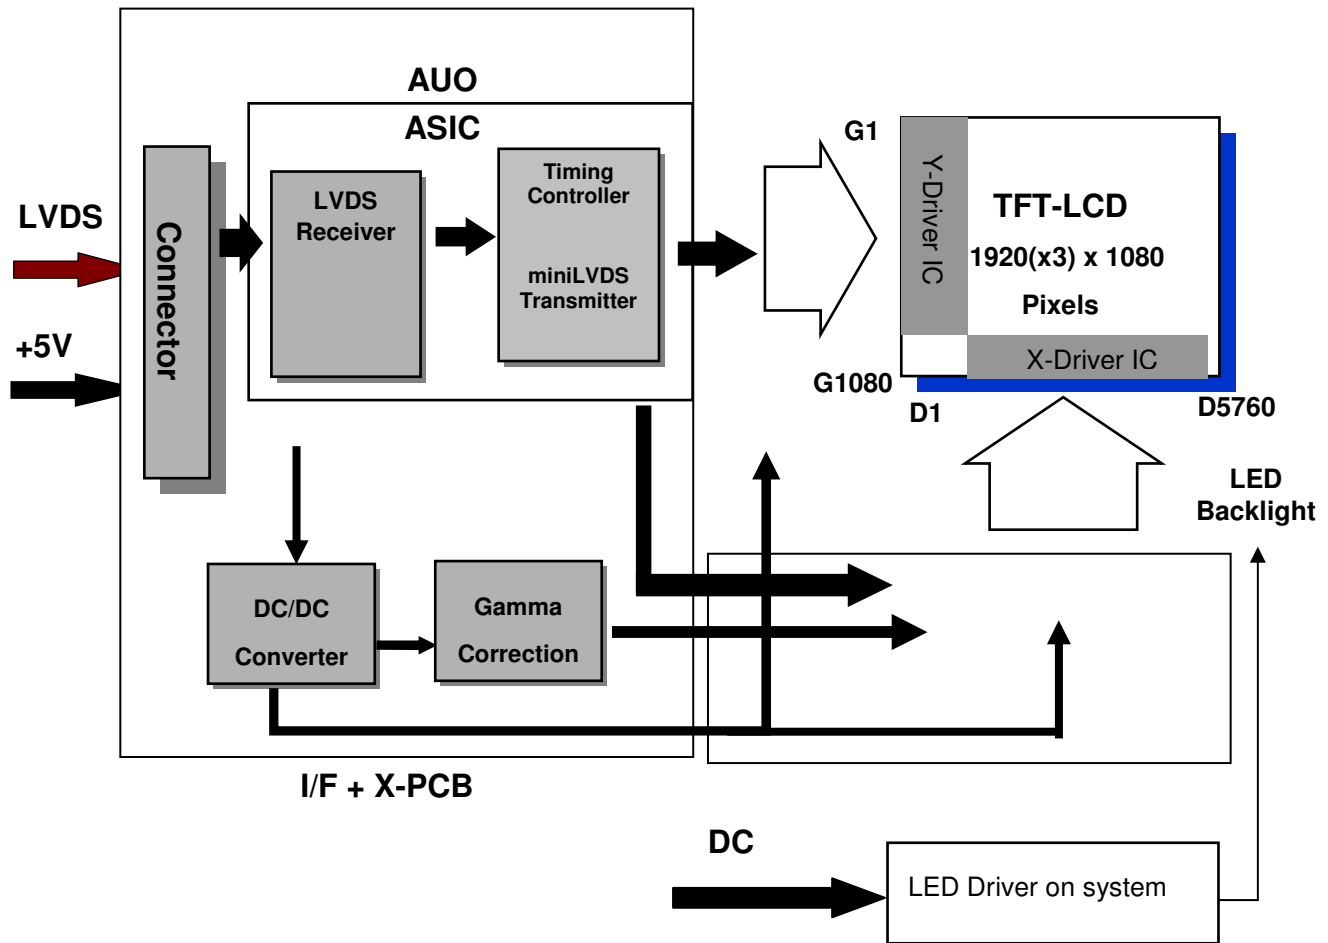 AUO
ASIC
LVDS
+5V
Connector
LVDS
Receiver
Timing
Controller
miniLVDS
Transmitter
G1
Y-Driver IC
TFT-LCD
1920(x3) x 1080
Pixels
X-Driver IC
G1080
D1
D5760
LED
Backlight
DC/DC
Converter
Gamma
Correction
I/F + X-PCB
DC
LED Driver on system